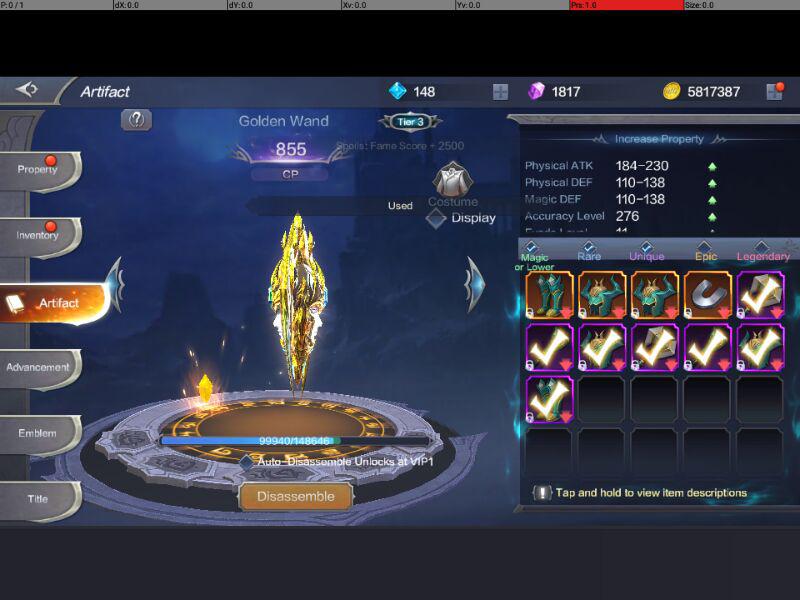 P: 0 / 1 dX: 0.0 dY: 0.0 Xv: 0.0 Yv: 0.0 Prs: 1.0 Size: 0.0
Artifact 148 1817 5817387
Golden Wand Tier 3
855
CP
Spells: Fame Score + 2500
Used
Costume
Display
Property
Inventory
Artifact
Advancement
Emblem
Title
99940/148646
Auto-Disassemble Unlocks at VIP1
Disassemble
Increase Property
Physical ATK 184-230
Physical DEF 110-138
Magic DEF 110-138
Accuracy Level 276
Magic or Lower Rare Unique Epic Legendary
Tap and hold to view item descriptions